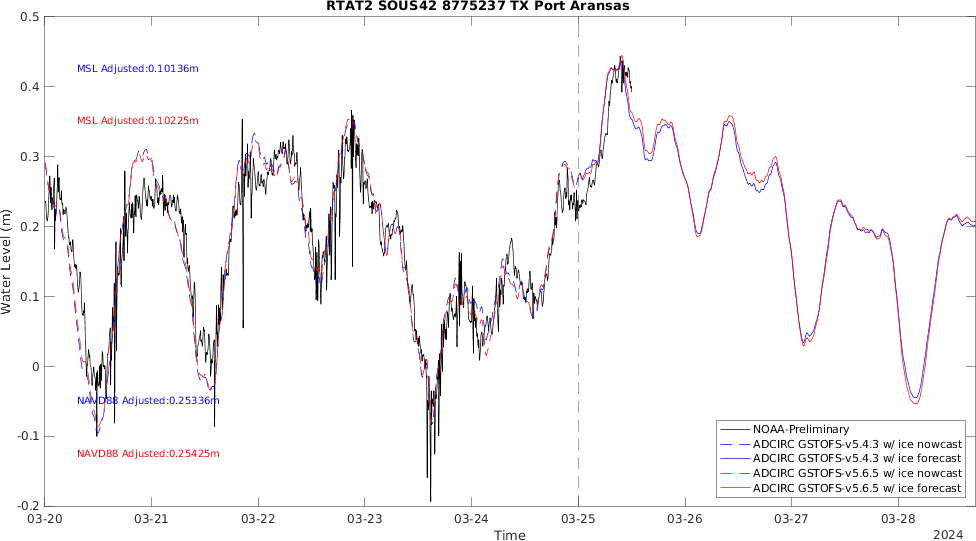 RTAT2 SOUS42 8775237 TX Port Aransas
0.5
0.4
0.3
0.2
0.1
0
-0.1
-0.2
Water Level (m)
MSL Adjusted:0.10136m
MSL Adjusted:0.10225m
NAVD88 Adjusted:0.25336m
NAVD88 Adjusted:0.25425m
NOAA-Preliminary
ADCIRC GSTOFS-v5.4.3 w/ ice nowcast
ADCIRC GSTOFS-v5.4.3 w/ ice forecast
ADCIRC GSTOFS-v5.6.5 w/ ice nowcast
ADCIRC GSTOFS-v5.6.5 w/ ice forecast
03-20 03-21 03-22 03-23 03-24 03-25 03-26 03-27 03-28
Time
2024